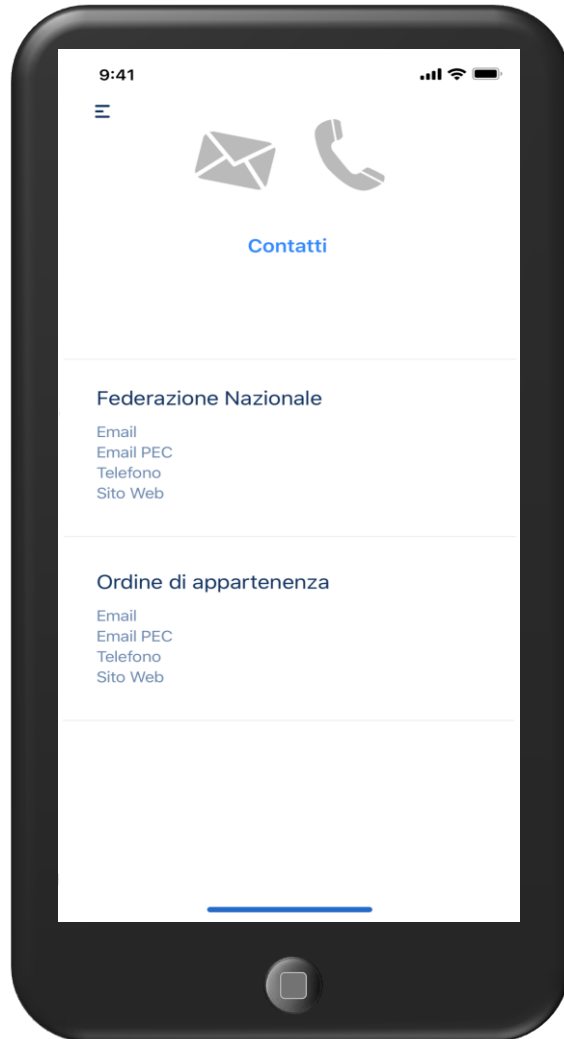 9:41
Contatti
Federazione Nazionale
Email
Email PEC
Telefono
Sito Web
Ordine di appartenenza
Email
Email PEC
Telefono
Sito Web